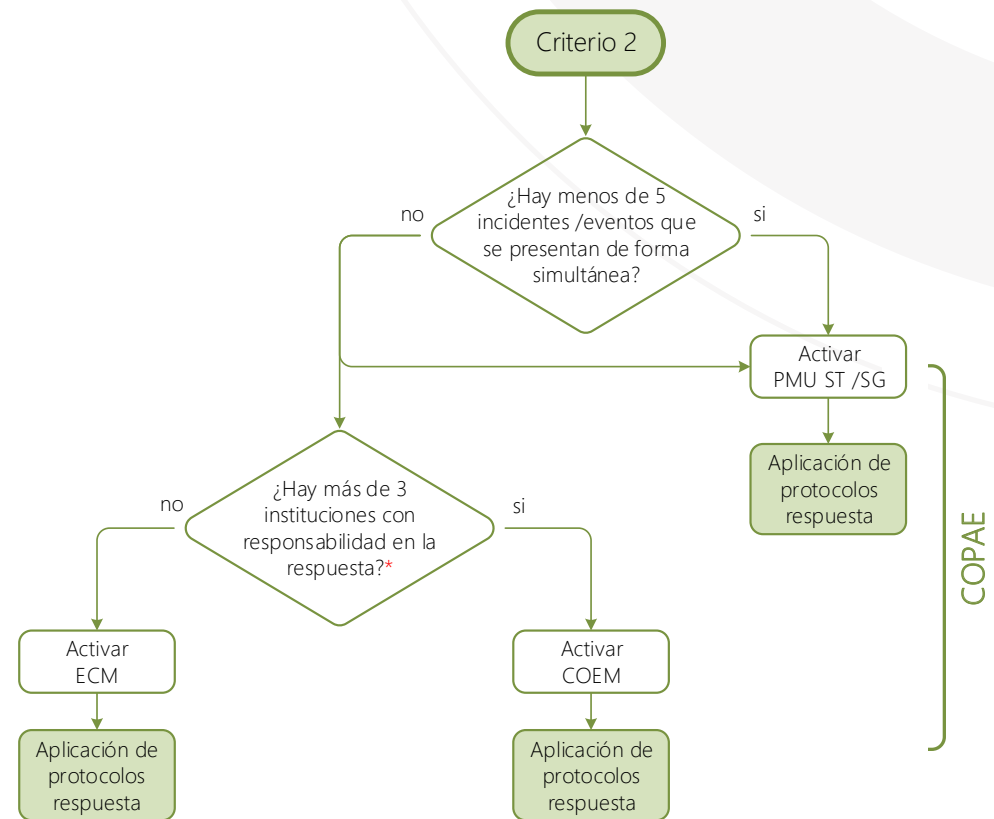 Criterio 2
¿Hay menos de 5
incidentes /eventos que
se presentan de forma
simultánea?
no
si
Activar
PMU ST /SG
Aplicación de
protocolos
respuesta
¿Hay más de 3
instituciones con
responsabilidad en la
respuesta?*
no
si
Activar
ECM
Activar
COEM
Aplicación de
protocolos
respuesta
Aplicación de
protocolos
respuesta
COPAE